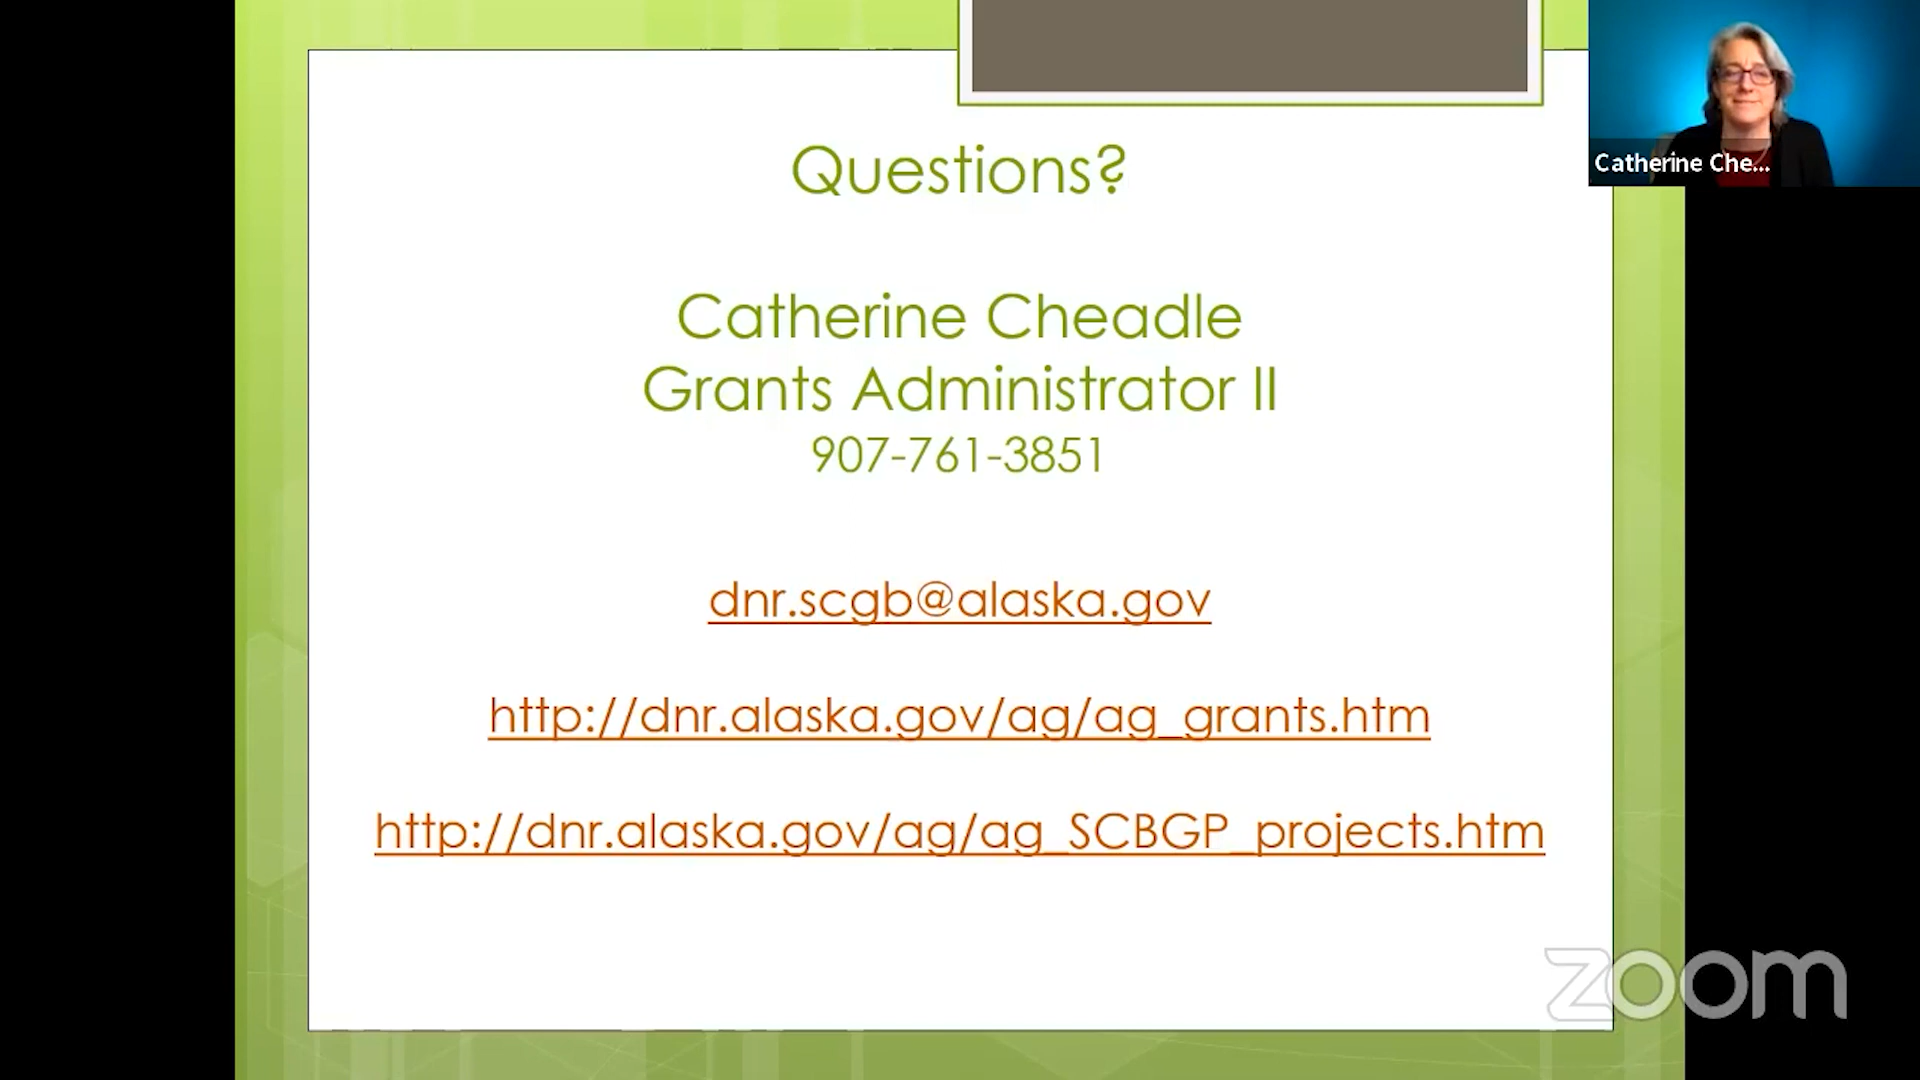 Questions?
Catherine Che...
Catherine Cheadle
Grants Administrator II
907-761-3851
dnr.scgb@alaska.gov
http://dnr.alaska.gov/ag/ag_grants.htm
http://dnr.alaska.gov/ag/ag_SCBGP_projects.htm
zoom